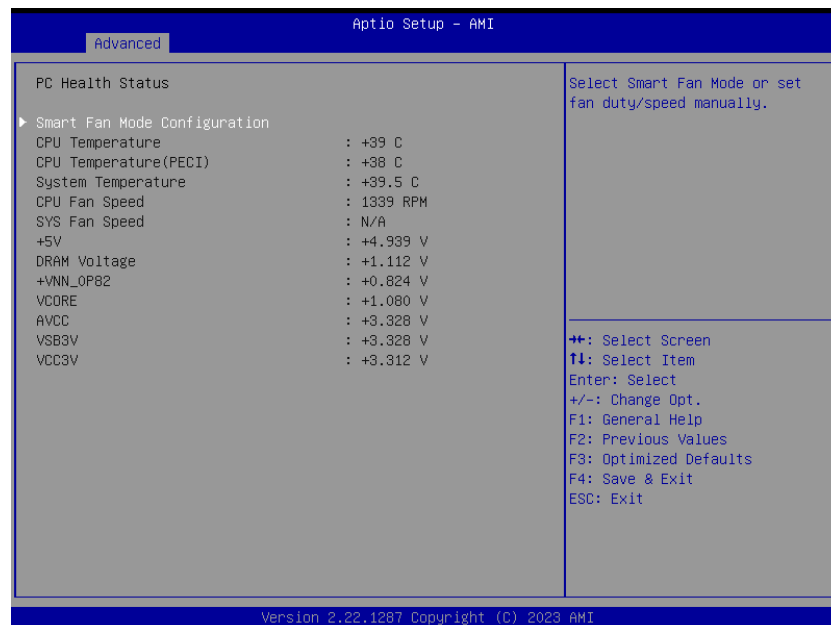 Aptio Setup – AMI
Advanced
PC Health Status
Smart Fan Mode Configuration
CPU Temperature : +39 C
CPU Temperature(PECI) : +38 C
System Temperature : +39.5 C
CPU Fan Speed : 1339 RPM
SYS Fan Speed : N/A
+5V : +4.939 V
DRAM Voltage : +1.112 V
+VNN_0P82 : +0.824 V
VCORE : +1.080 V
AVCC : +3.328 V
VSB3V : +3.328 V
VCC3V : +3.312 V
Select Smart Fan Mode or set
fan duty/speed manually.
→←: Select Screen
↑↓: Select Item
Enter: Select
+/-: Change Opt.
F1: General Help
F2: Previous Values
F3: Optimized Defaults
F4: Save & Exit
ESC: Exit
Version 2.22.1287 Copyright (C) 2023 AMI